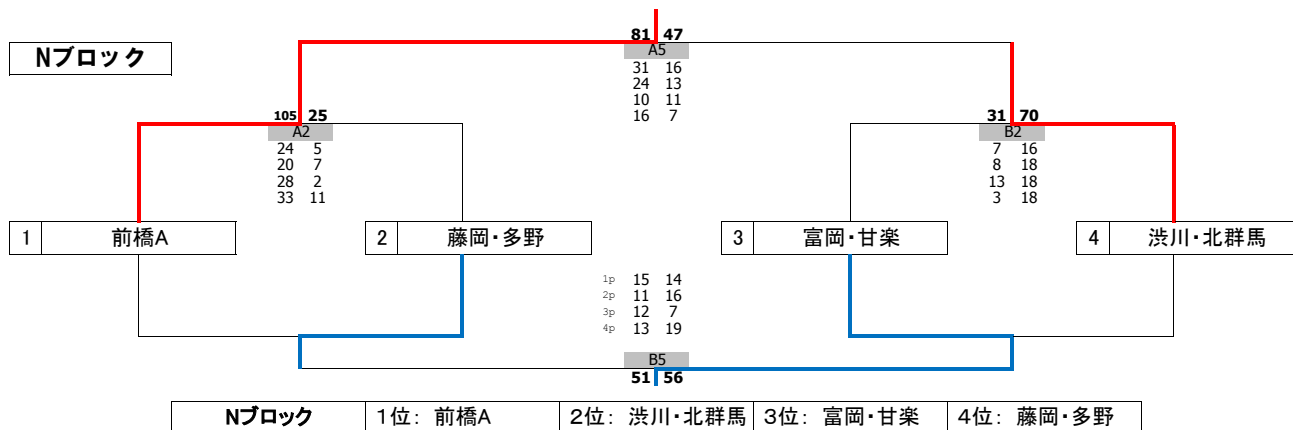 Nブロック
81 47
A5
31 16
24 13
10 11
16 7
105 25
A2
24 5
20 7
28 2
33 11
31 70
B2
7 16
8 18
13 18
3 18
1 前橋A
2 藤岡・多野
3 富岡・甘楽
4 渋川・北群馬
1p 15 14
2p 11 16
3p 12 7
4p 13 19
B5
51 56
Nブロック 1位: 前橋A 2位: 渋川・北群馬 3位: 富岡・甘楽 4位: 藤岡・多野